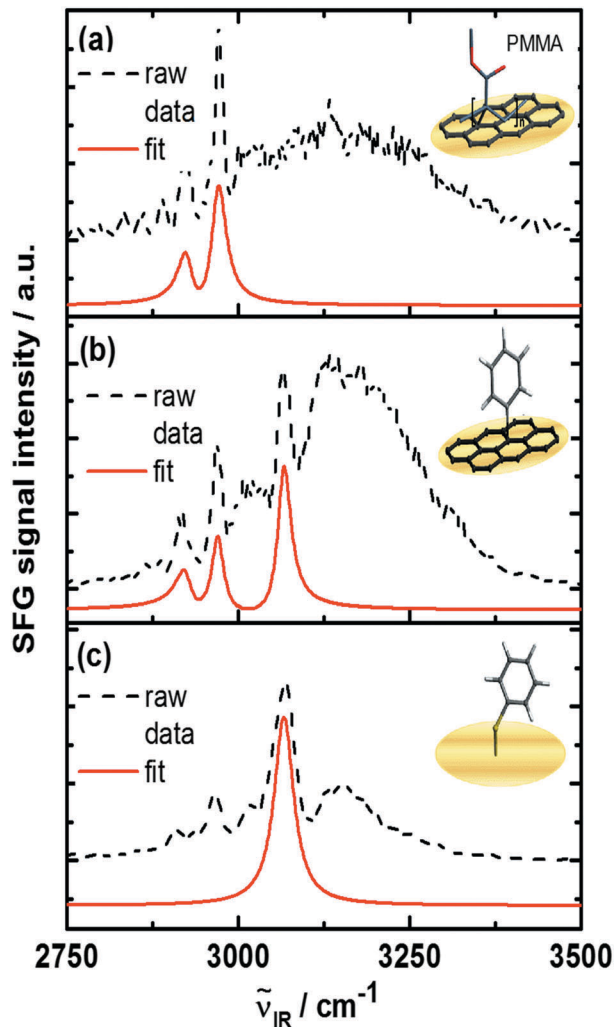 (a)
PMMA
n
raw
data
fit
(b)
raw
data
fit
(c)
raw
data
fit
SFG signal intensity / a.u.
2750 3000 3250 3500
ṽIR / cm-1